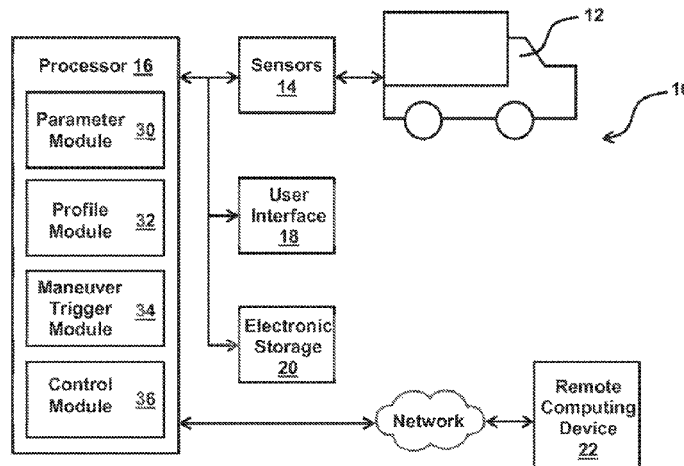 Processor 16
Parameter
Module 30
Profile
Module 32
Maneuver
Trigger 34
Module
Control
Module 36
Sensors
14
12
User
Interface
18
Electronic
Storage
20
Network
Remote
Computing
Device
22